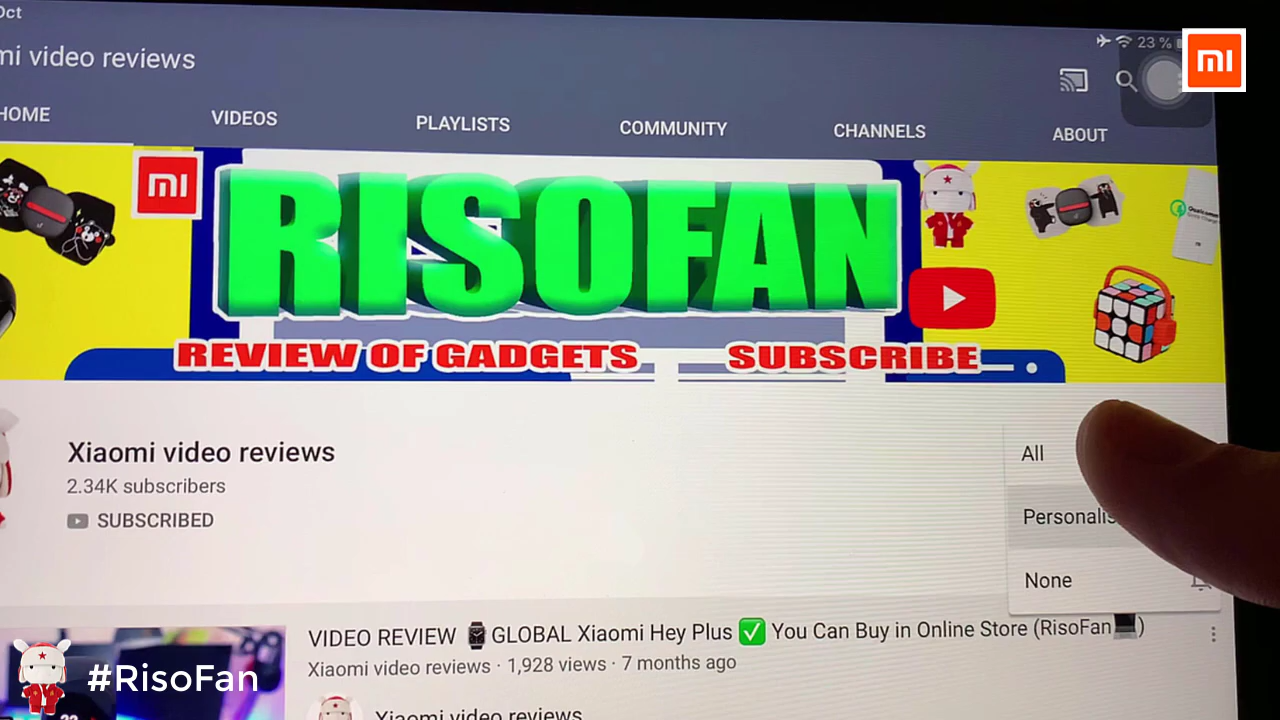 Oct
23 %
mi video reviews
HOME VIDEOS PLAYLISTS COMMUNITY CHANNELS ABOUT
RISOFAN
REVIEW OF GADGETS SUBSCRIBE
Xiaomi video reviews
2.34K subscribers
SUBSCRIBED
All
Personalis
None
VIDEO REVIEW ⌚GLOBAL Xiaomi Hey Plus ✅ You Can Buy in Online Store (RisoFan💻)
Xiaomi video reviews · 1,928 views · 7 months ago
Xiaomi video reviews
#RisoFan